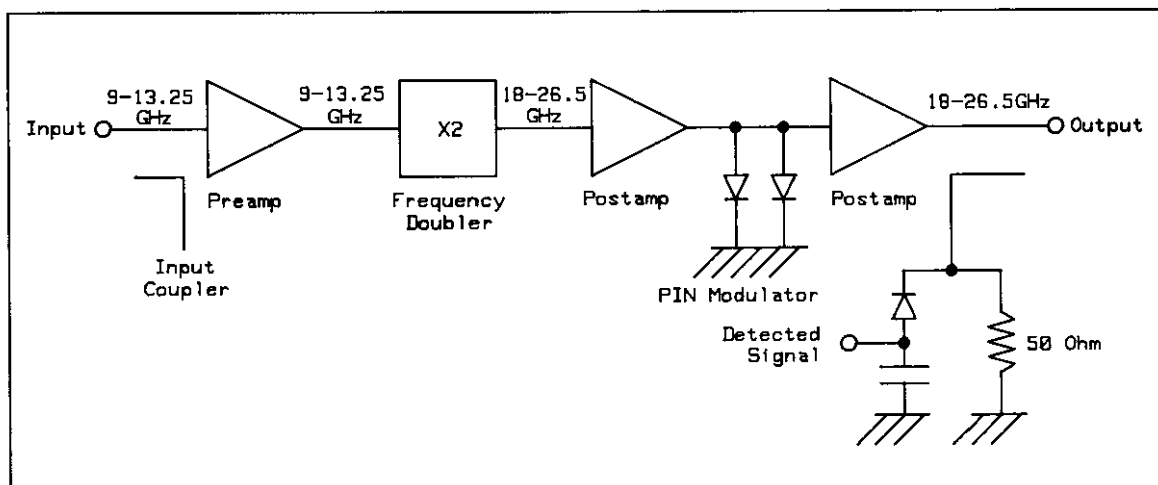 9-13.25
GHz
9-13.25
GHz
18-26.5
GHz
18-26.5GHz
Input
X2
Output
Preamp
Frequency
Doubler
Postamp
Postamp
Input
Coupler
PIN Modulator
Detected
Signal
50 Ohm